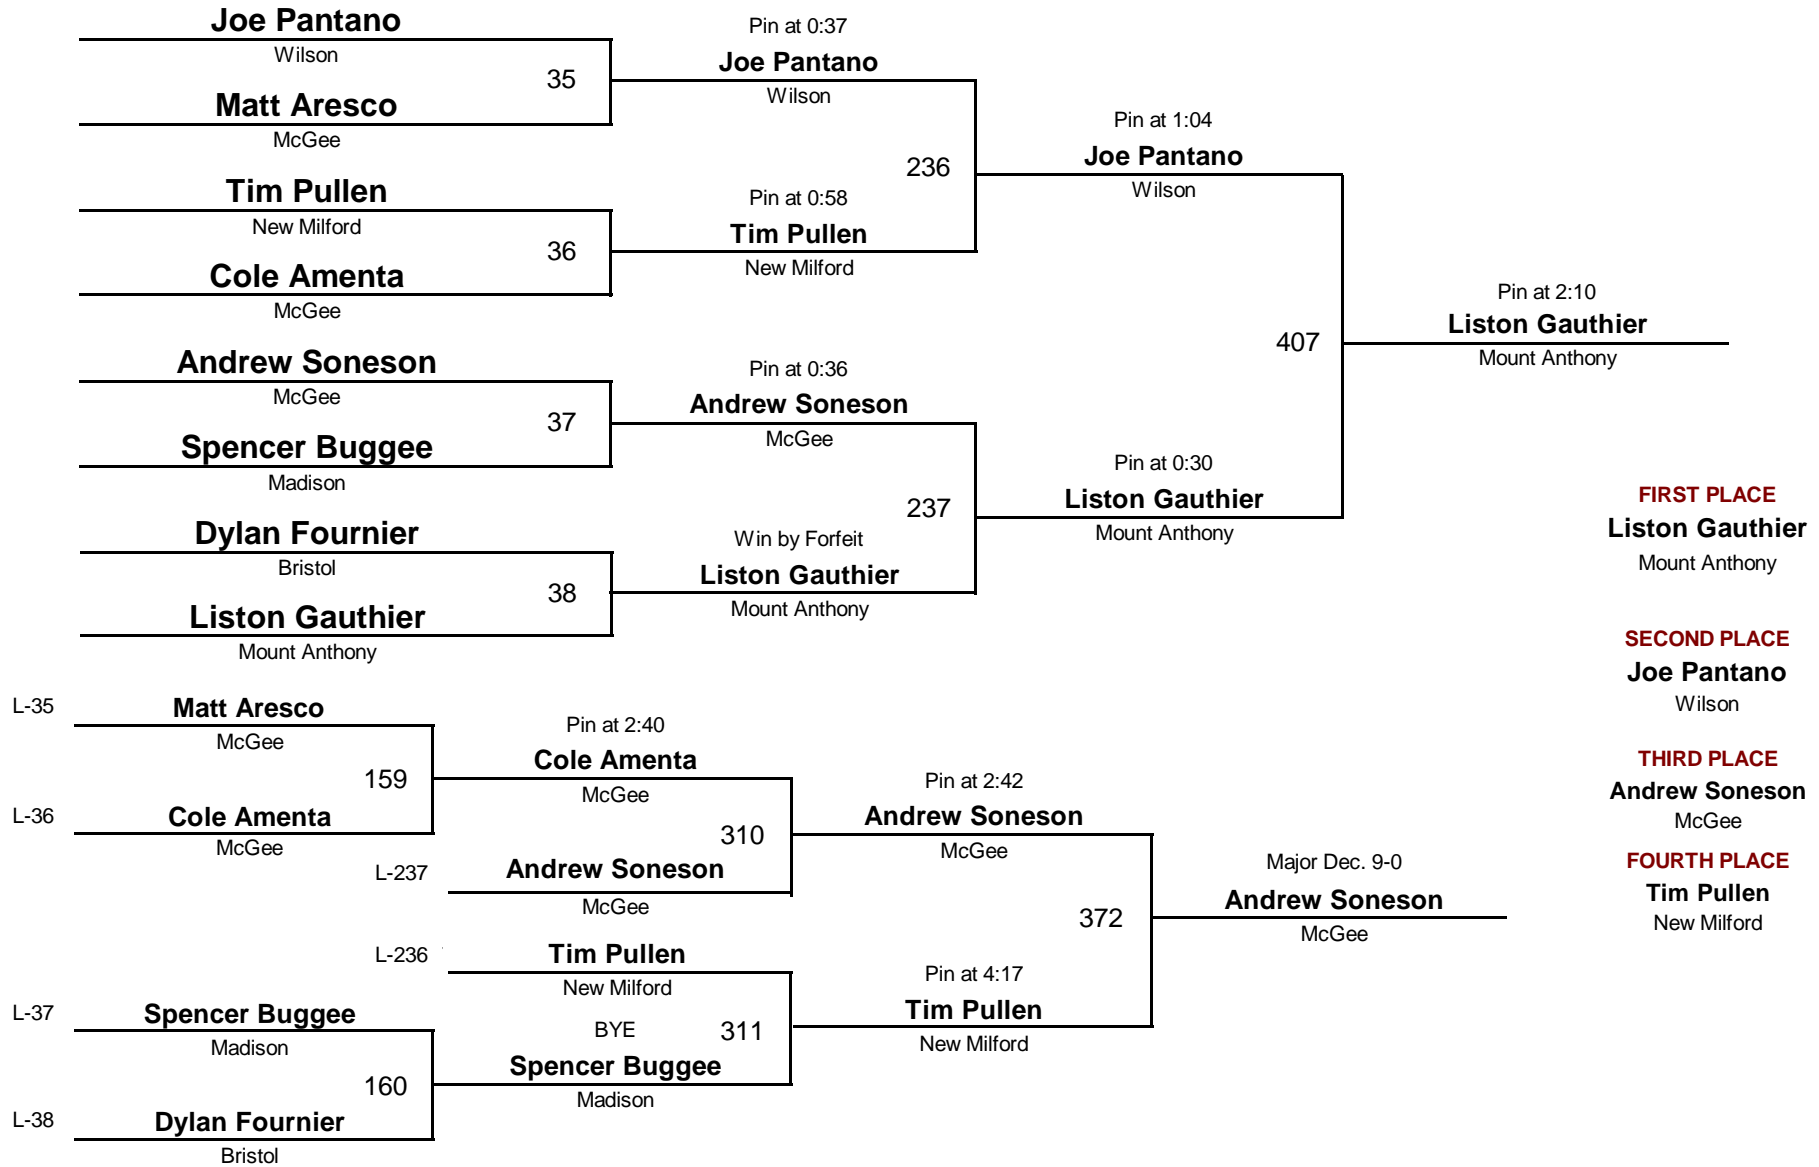 Joe Pantano
Wilson
35
Matt Aresco
McGee
Tim Pullen
New Milford
36
Cole Amenta
McGee
Andrew Soneson
McGee
37
Spencer Buggee
Madison
Dylan Fournier
Bristol
38
Liston Gauthier
Mount Anthony
Pin at 0:37
Joe Pantano
Wilson
236
Pin at 0:58
Tim Pullen
New Milford
Pin at 0:36
Andrew Soneson
McGee
237
Win by Forfeit
Liston Gauthier
Mount Anthony
Pin at 1:04
Joe Pantano
Wilson
407
Pin at 0:30
Liston Gauthier
Mount Anthony
Pin at 2:10
Liston Gauthier
Mount Anthony
FIRST PLACE
Liston Gauthier
Mount Anthony
SECOND PLACE
Joe Pantano
Wilson
THIRD PLACE
Andrew Soneson
McGee
FOURTH PLACE
Tim Pullen
New Milford
L-35
Matt Aresco
McGee
159
L-36
Cole Amenta
McGee
Pin at 2:40
Cole Amenta
McGee
310
L-237
Andrew Soneson
McGee
L-236
Tim Pullen
New Milford
311
L-37
Spencer Buggee
Madison
160
L-38
Dylan Fournier
Bristol
BYE
Spencer Buggee
Madison
Pin at 2:42
Andrew Soneson
McGee
372
Pin at 4:17
Tim Pullen
New Milford
Major Dec. 9-0
Andrew Soneson
McGee